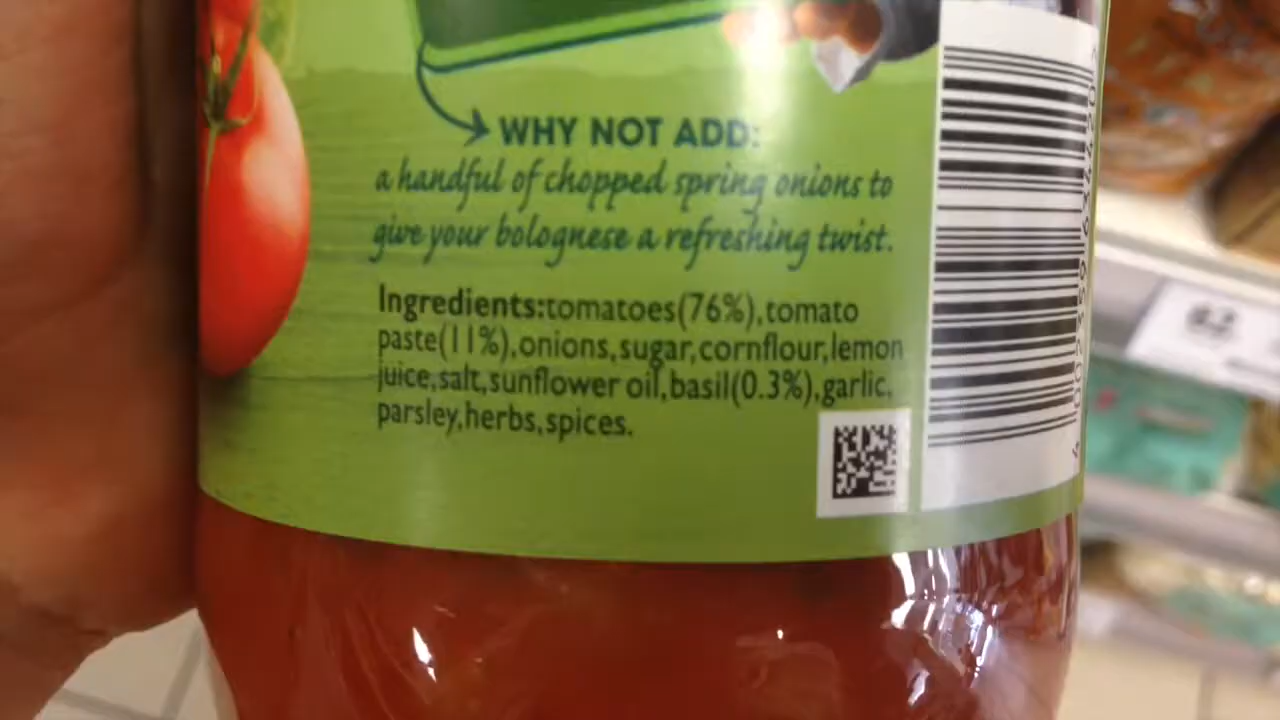 WHY NOT ADD:
a handful of chopped spring onions to
give your bolognese a refreshing twist.
Ingredients:tomatoes(76%),tomato
paste(11%),onions,sugar,cornflour,lemon
juice,salt,sunflower oil,basil(0.3%),garlic,
parsley,herbs,spices.